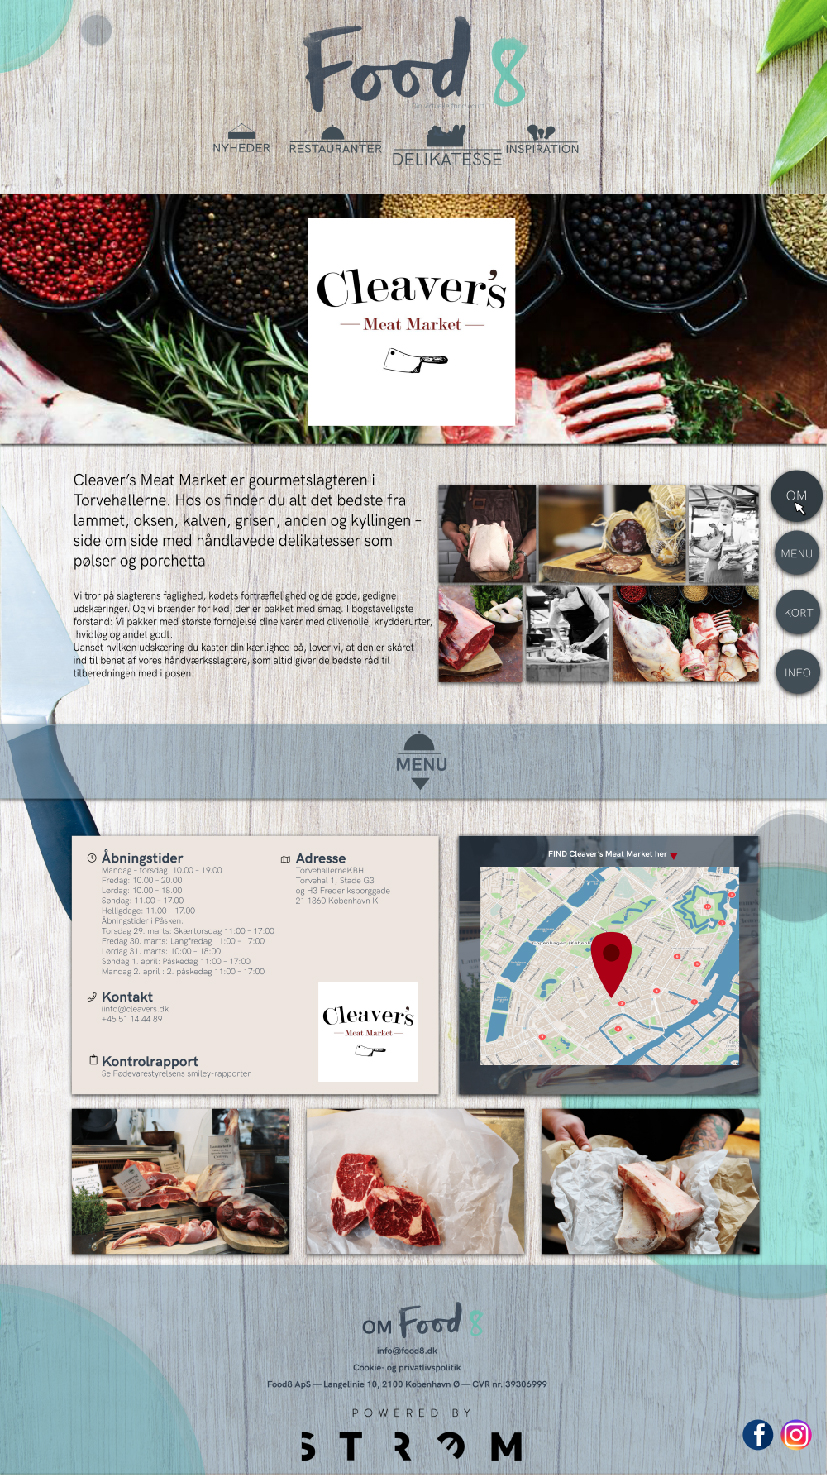 Food 8
NYHEDER
RESTAURANTER
DELIKATESSE
INSPIRATION
Cleaver's
Meat Market
Cleaver's Meat Market er gourmetslagteren i
Torvehallerne. Hos os finder du alt det bedste fra
lammet, oksen, kalven, grisen, anden og kyllingen –
side om side med håndlavede delikatesser som
pølser og porchetta
Vi tror på slagterens faglighed, kødets fortræffelighed og de gode, gedigne
udskæringer. Og vi brænder for kød, der er pakket med smag. I bogstaveligste
forstand: Vi pakker med største fornøjelse dine varer med olivenolie, krydderurter,
hvidløg og andet godt.
Uanset hvilken udskæring du kaster din kærlighed på, lover vi, at den er skåret
ind til benet af vores håndværksslagtere, som altid giver de bedste råd til
tilberedningen med i posen.
OM
MENU
KORT
INFO
MENU
Åbningstider
Mandag - torsdag: 10.00 - 19.00
Fredag: 10.00 - 20.00
Lørdag: 10.00 - 18.00
Søndag: 11.00 - 17.00
Helligdage: 11.00 - 17.00
Åbningstider i Påsken:
Torsdag 29. marts: Skærtorsdag 11:00 – 17:00
Fredag 30. marts: Langfredag 11:00 – 17:00
Lørdag 31. marts: 10:00 – 18:00
Søndag 1. april: Påskedag 11:00 – 17:00
Mandag 2. april : 2. påskedag 11:00 – 17:00
Adresse
TorvehallerneKBH
Torvehal 1, Stade G3
og H3 Frederiksborggade
21 1360 København K
Kontakt
info@cleavers.dk
+45 51 14 44 89
Kontrolrapport
Se Fødevarestyrelsens smiley-rapporter
Cleaver's
Meat Market
FIND Cleaver's Meat Market her
OM Food 8
info@food8.dk
Cookie- og privatlivspolitik
Food8 ApS — Langelinie 10, 2100 København Ø — CVR nr. 39305999
POWERED BY
STRØM